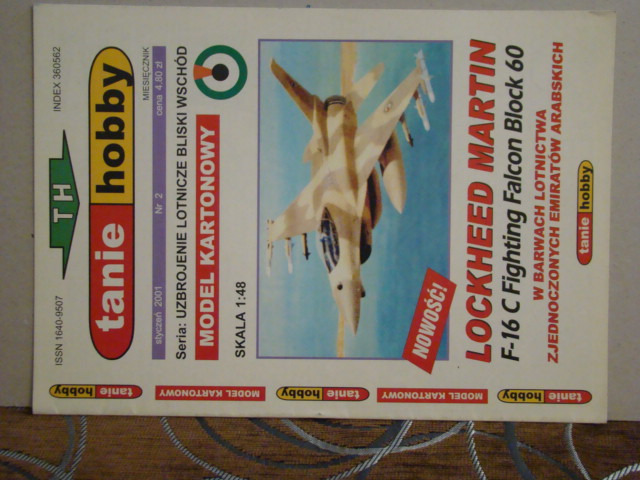 ISSN 1640-9507
INDEX 360562
TH
tanie hobby
MIESIĘCZNIK
styczeń 2001 Nr 2 cena 4,80 zł
Seria: UZBROJENIE LOTNICZE BLISKI WSCHÓD
MODEL KARTONOWY
SKALA 1:48
NOWOŚĆ!
LOCKHEED MARTIN
F-16 C Fighting Falcon Block 60
W BARWACH LOTNICTWA
ZJEDNOCZONYCH EMIRATÓW ARABSKICH
tanie hobby
tanie hobby
MODEL KARTONOWY
tanie hobby
MODEL KARTONOWY
tanie hobby